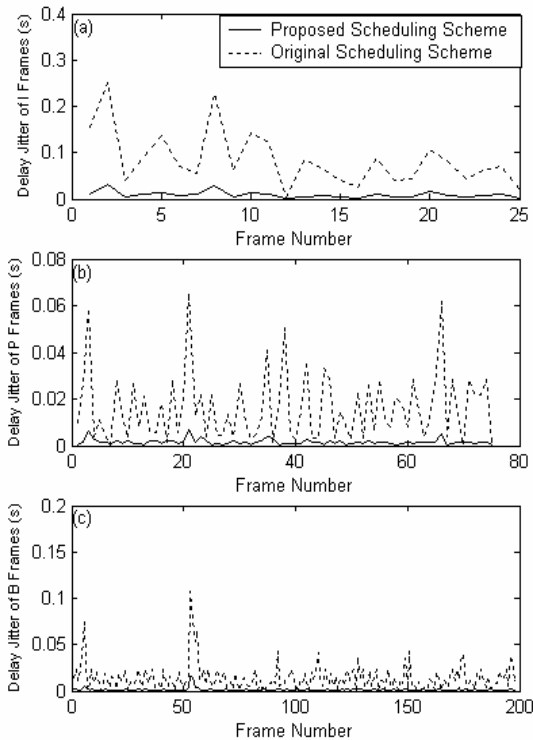 (a)
Proposed Scheduling Scheme
Original Scheduling Scheme
Delay Jitter of I Frames (s)
0.4
0.3
0.2
0.1
0
0 5 10 15 20 25
Frame Number
(b)
Delay Jitter of P Frames (s)
0.08
0.06
0.04
0.02
0
0 20 40 60 80
Frame Number
(c)
Delay Jitter of B Frames (s)
0.2
0.15
0.1
0.05
0
0 50 100 150 200
Frame Number